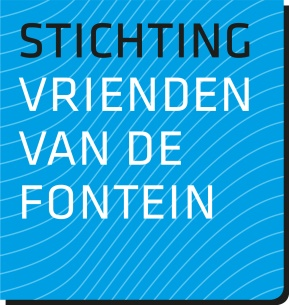 STICHTING
VRIENDEN
VAN DE
FONTEIN